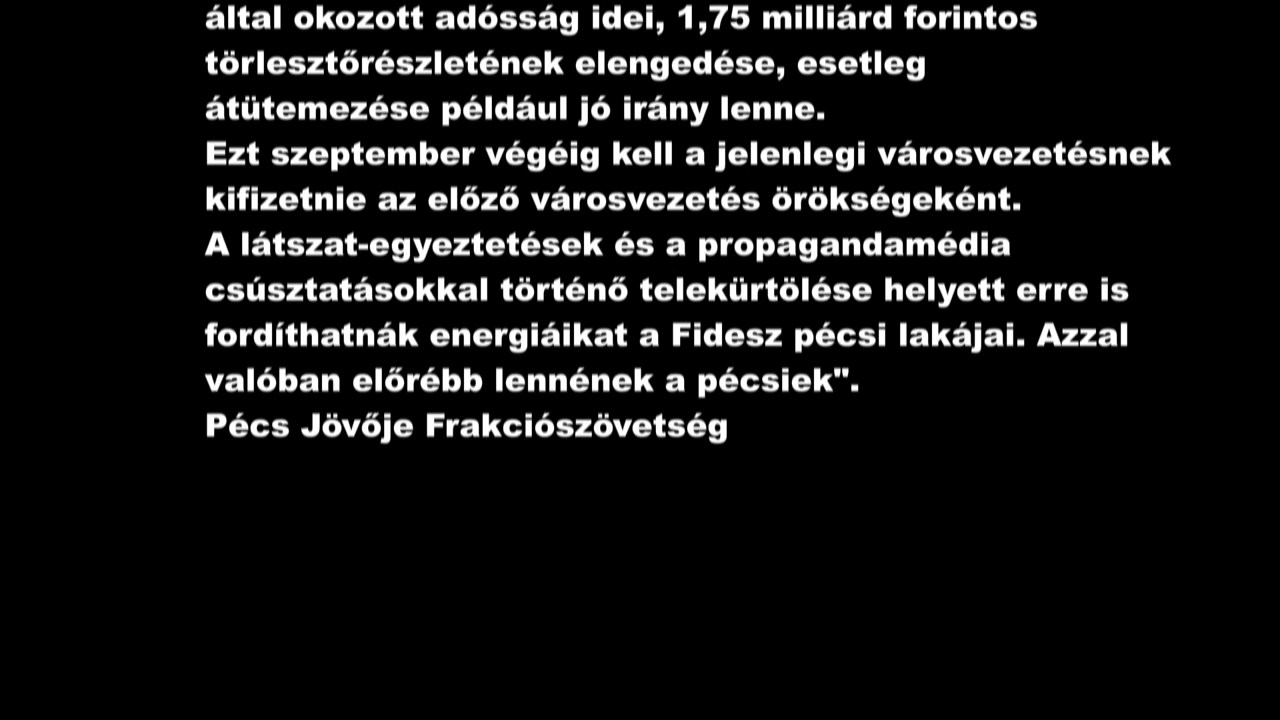 által okozott adósság idei, 1,75 milliárd forintos
törlesztőrészletének elengedése, esetleg
átütemezése például jó irány lenne.
Ezt szeptember végéig kell a jelenlegi városvezetésnek
kifizetnie az előző városvezetés örökségeként.
A látszat-egyeztetések és a propagandamédia
csúsztatásokkal történő telekürtölése helyett erre is
fordíthatnák energiáikat a Fidesz pécsi lakájai. Azzal
valóban előrébb lennének a pécsiek".
Pécs Jövője Frakciószövetség